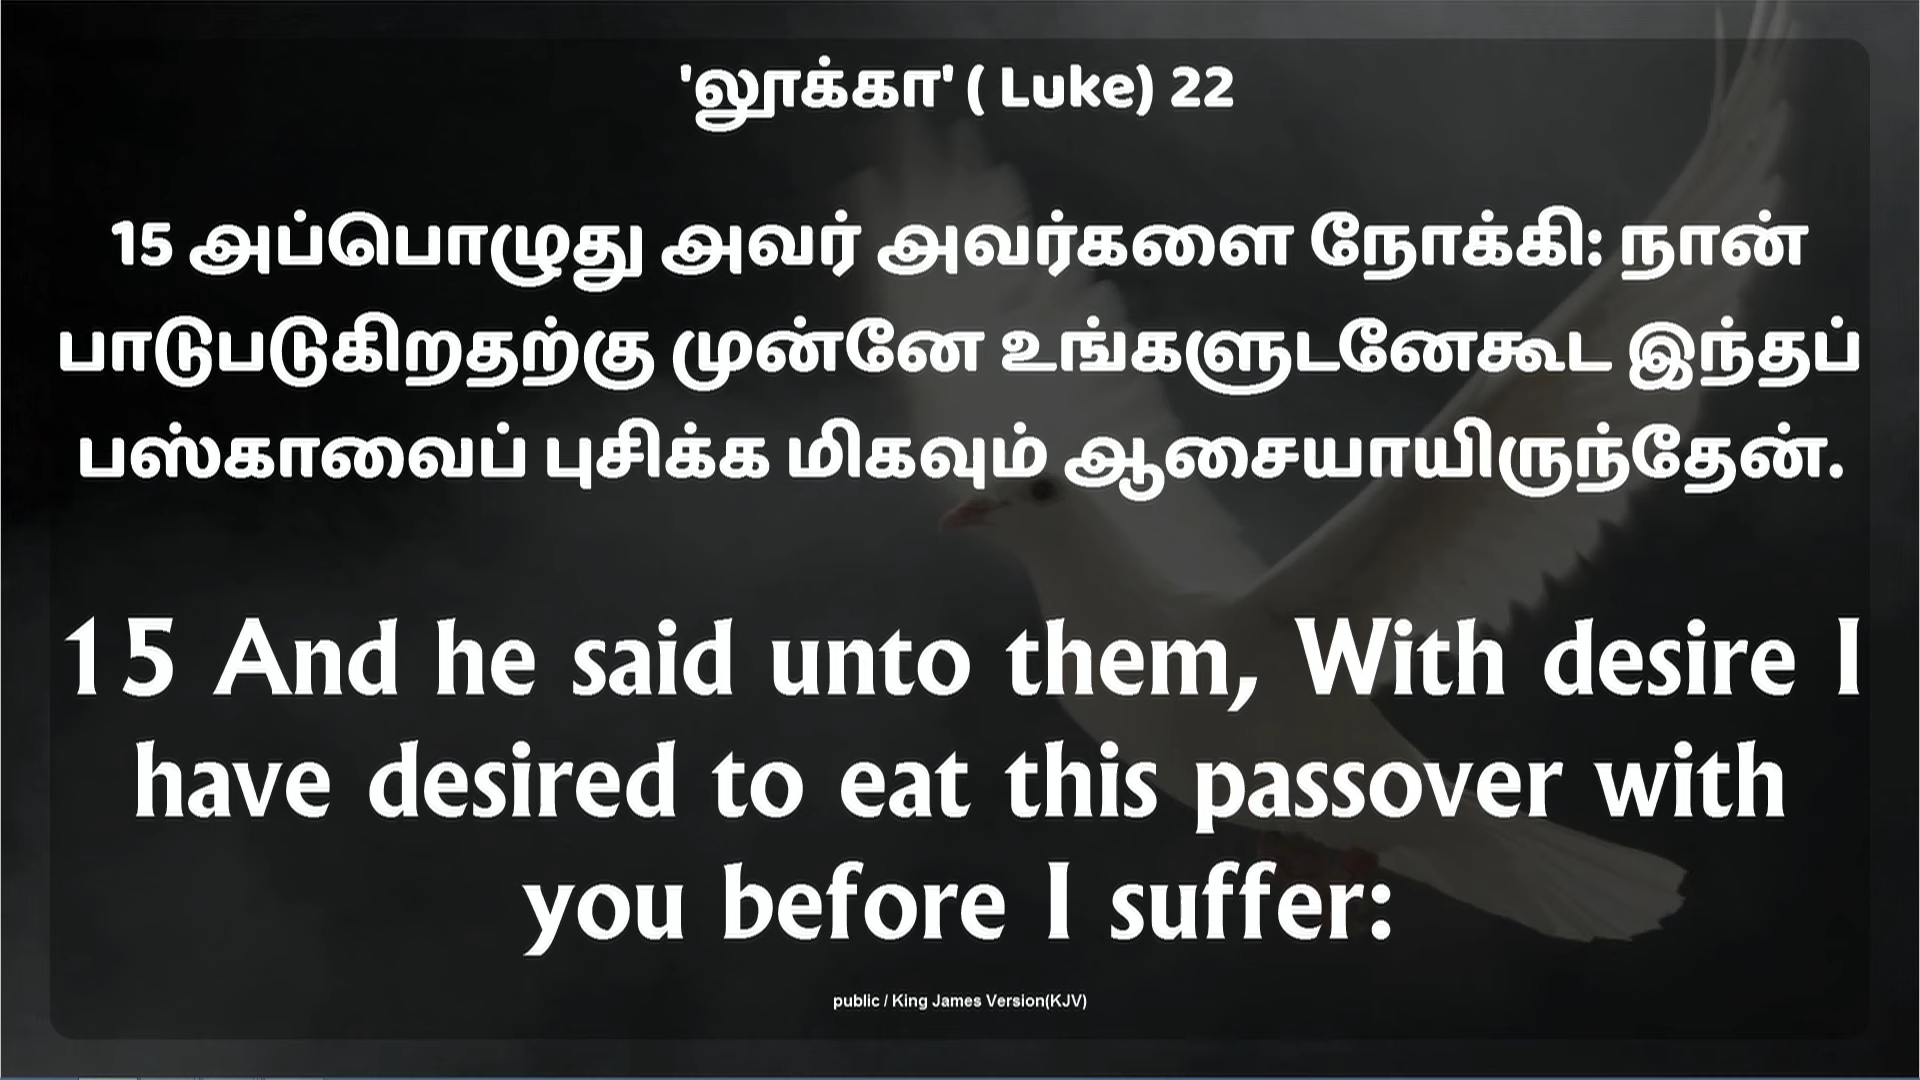 'லூக்கா' ( Luke) 22
15 அப்பொழுது அவர் அவர்களை நோக்கி: நான்
பாடுபடுகிறதற்கு முன்னே உங்களுடனேகூட இந்தப்
பஸ்காவைப் புசிக்க மிகவும் ஆசையாயிருந்தேன்.
15 And he said unto them, With desire I
have desired to eat this passover with
you before I suffer:
public / King James Version(KJV)